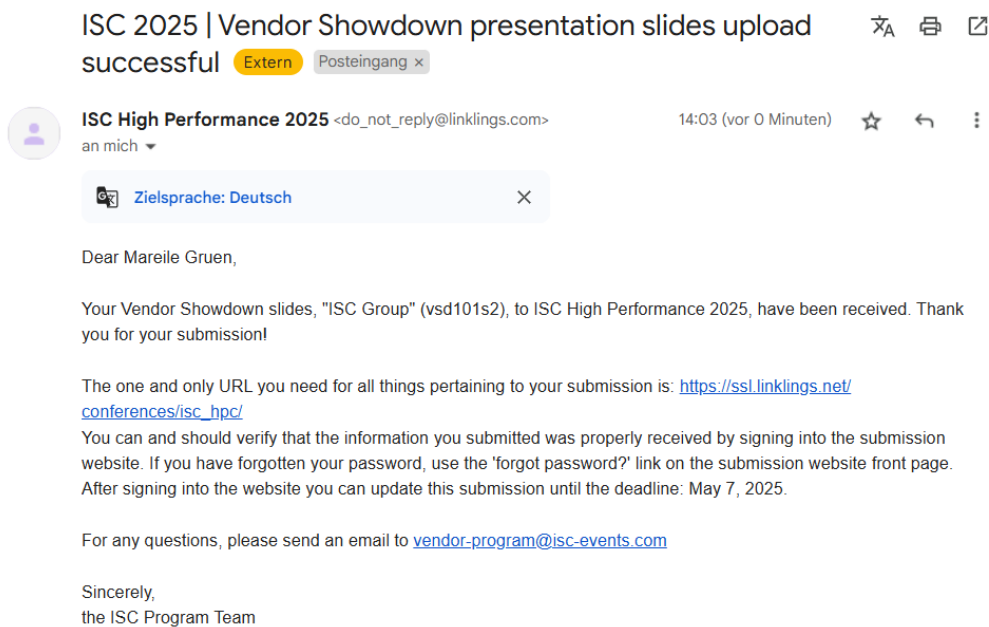 ISC 2025 | Vendor Showdown presentation slides upload
successful Extern Posteingang ×
ISC High Performance 2025 <do_not_reply@linklings.com> 14:03 (vor 0 Minuten)
an mich
Zielsprache: Deutsch
Dear Mareile Gruen,
Your Vendor Showdown slides, "ISC Group" (vsd101s2), to ISC High Performance 2025, have been received. Thank
you for your submission!
The one and only URL you need for all things pertaining to your submission is: https://ssl.linklings.net/
conferences/isc_hpc/
You can and should verify that the information you submitted was properly received by signing into the submission
website. If you have forgotten your password, use the 'forgot password?' link on the submission website front page.
After signing into the website you can update this submission until the deadline: May 7, 2025.
For any questions, please send an email to vendor-program@isc-events.com
Sincerely,
the ISC Program Team